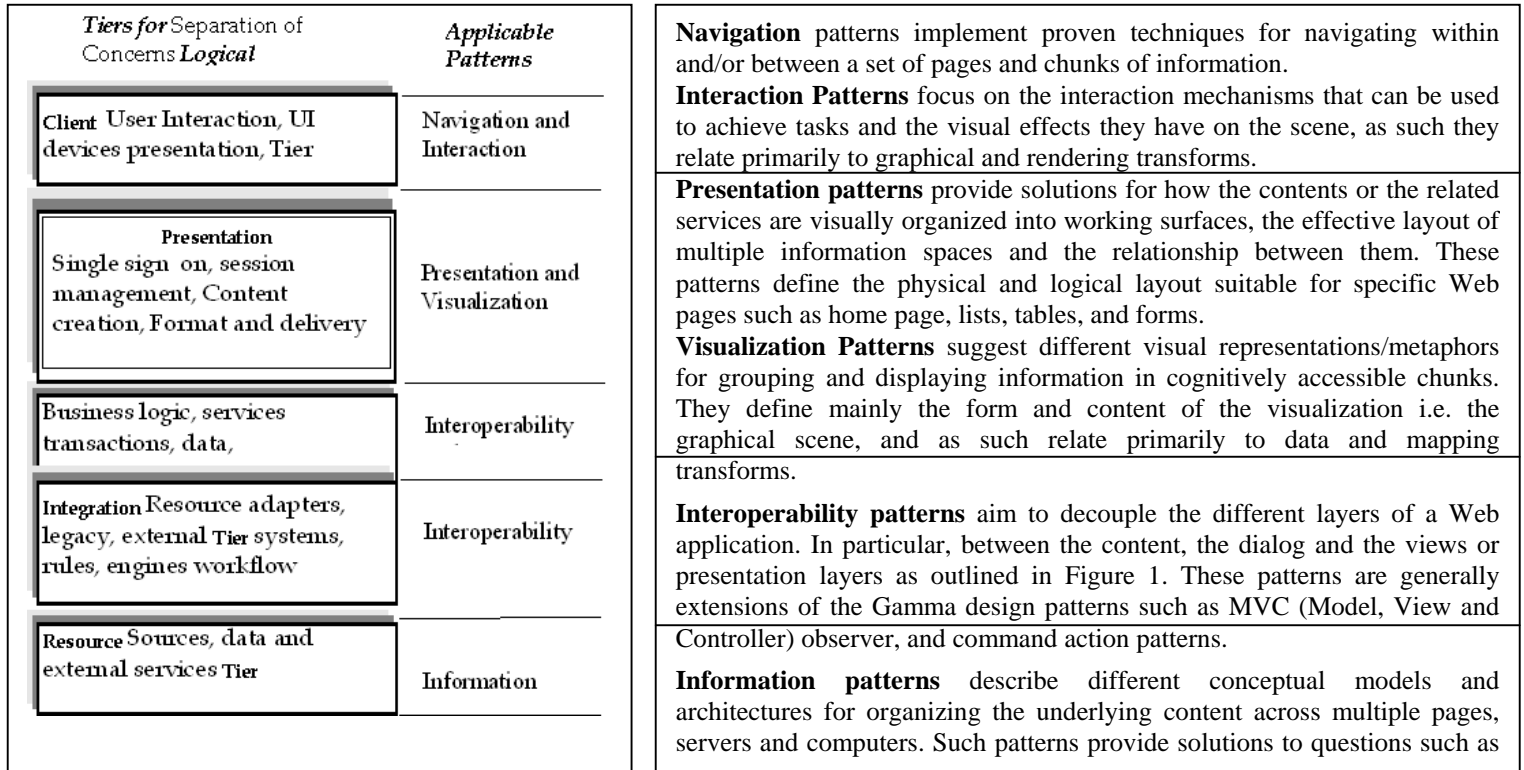 Tiers for Separation of
Concerns Logical
Applicable
Patterns
Client User Interaction, UI
devices presentation, Tier
Navigation and
Interaction
Presentation
Single sign on, session
management, Content
creation, Format and delivery
Presentation and
Visualization
Business logic, services
transactions, data,
Interoperability
Integration Resource adapters,
legacy, external Tier systems,
rules, engines workflow
Interoperability
Resource Sources, data and
external services Tier
Information
Navigation patterns implement proven techniques for navigating within
and/or between a set of pages and chunks of information.
Interaction Patterns focus on the interaction mechanisms that can be used
to achieve tasks and the visual effects they have on the scene, as such they
relate primarily to graphical and rendering transforms.
Presentation patterns provide solutions for how the contents or the related
services are visually organized into working surfaces, the effective layout of
multiple information spaces and the relationship between them. These
patterns define the physical and logical layout suitable for specific Web
pages such as home page, lists, tables, and forms.
Visualization Patterns suggest different visual representations/metaphors
for grouping and displaying information in cognitively accessible chunks.
They define mainly the form and content of the visualization i.e. the
graphical scene, and as such relate primarily to data and mapping
transforms.
Interoperability patterns aim to decouple the different layers of a Web
application. In particular, between the content, the dialog and the views or
presentation layers as outlined in Figure 1. These patterns are generally
extensions of the Gamma design patterns such as MVC (Model, View and
Controller) observer, and command action patterns.
Information patterns describe different conceptual models and
architectures for organizing the underlying content across multiple pages,
servers and computers. Such patterns provide solutions to questions such as